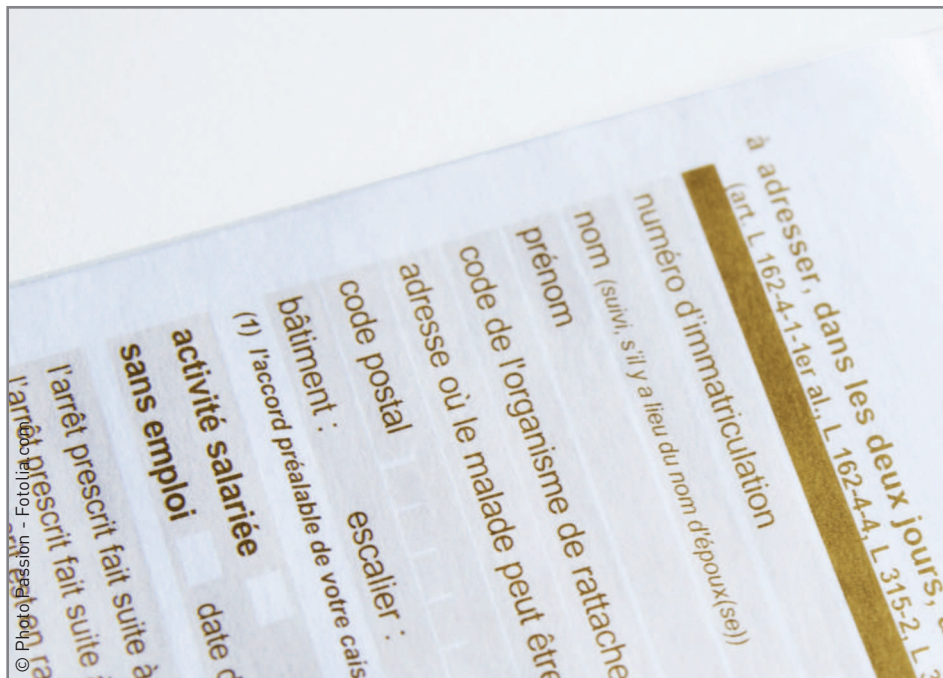 à adresser, dans les deux jours,
(art. L 162-4-1-1er al., L 162-4-4, L 315-2, L
numéro d'immatriculation
nom (suivi, s'il y a lieu du nom d'époux(se))
prénom
code de l'organisme de rattache
adresse où le malade peut être
code postal
bâtiment : escalier :
(1) l'accord préalable de votre cais
activité salariée
sans emploi date d
l'arrêt prescrit fait suite à
l'arrêt prescrit fait suite
© Photo Passion - Fotolia.com